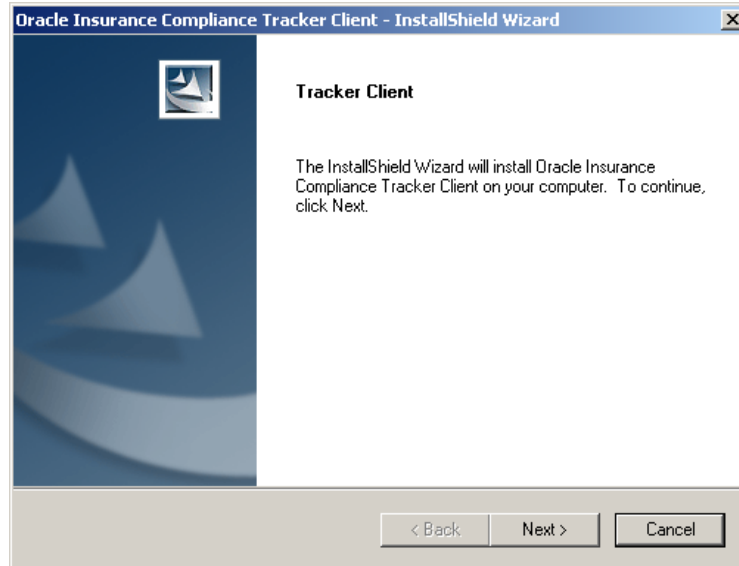 Oracle Insurance Compliance Tracker Client - InstallShield Wizard
Tracker Client
The InstallShield Wizard will install Oracle Insurance
Compliance Tracker Client on your computer. To continue,
click Next.
< Back
Next >
Cancel